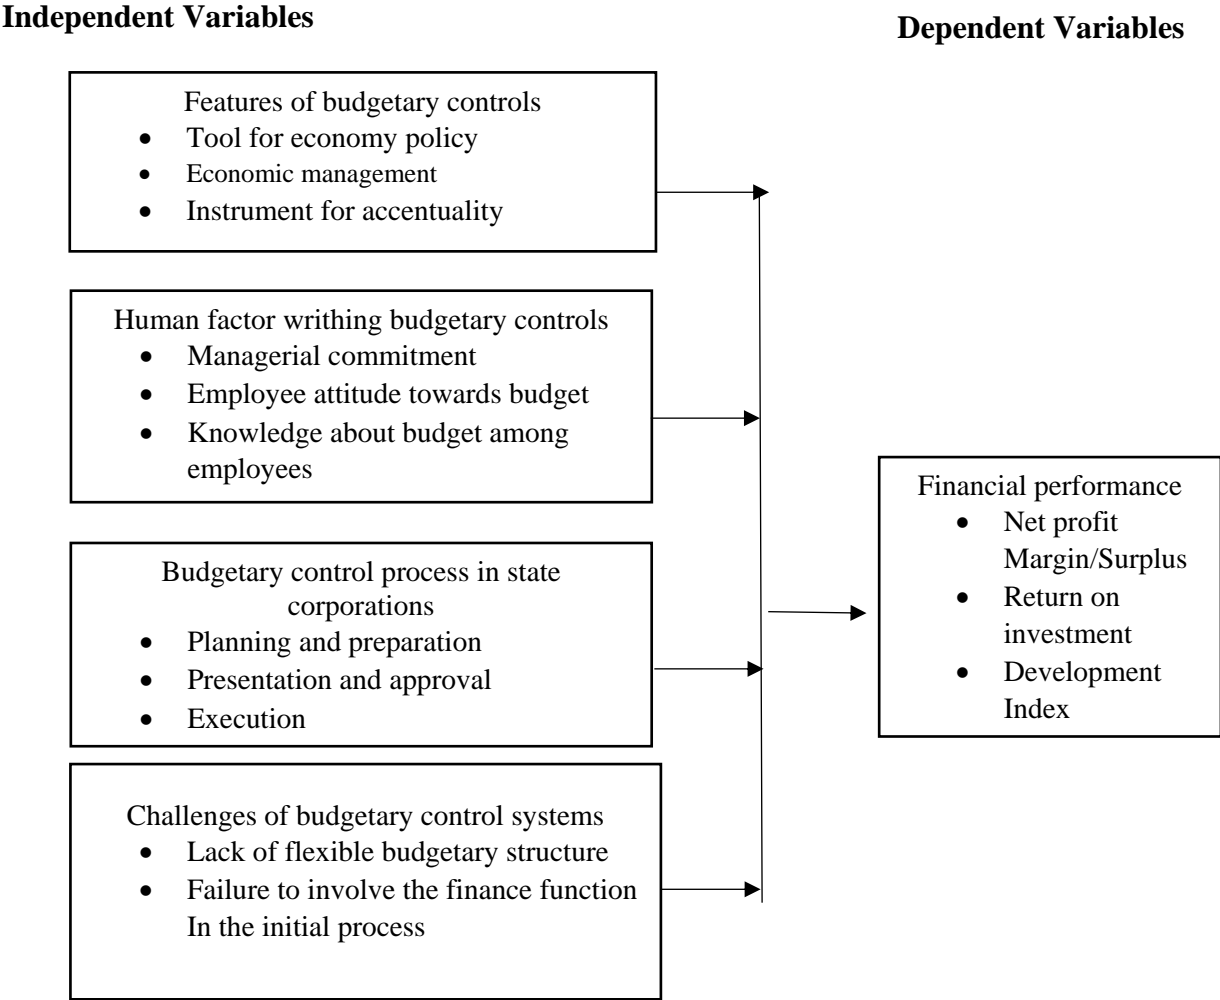 Independent Variables
Dependent Variables
Features of budgetary controls
• Tool for economy policy
• Economic management
• Instrument for accentuality
Human factor writhing budgetary controls
• Managerial commitment
• Employee attitude towards budget
• Knowledge about budget among
employees
Budgetary control process in state
corporations
• Planning and preparation
• Presentation and approval
• Execution
Challenges of budgetary control systems
• Lack of flexible budgetary structure
• Failure to involve the finance function
In the initial process
Financial performance
• Net profit
Margin/Surplus
• Return on
investment
• Development
Index